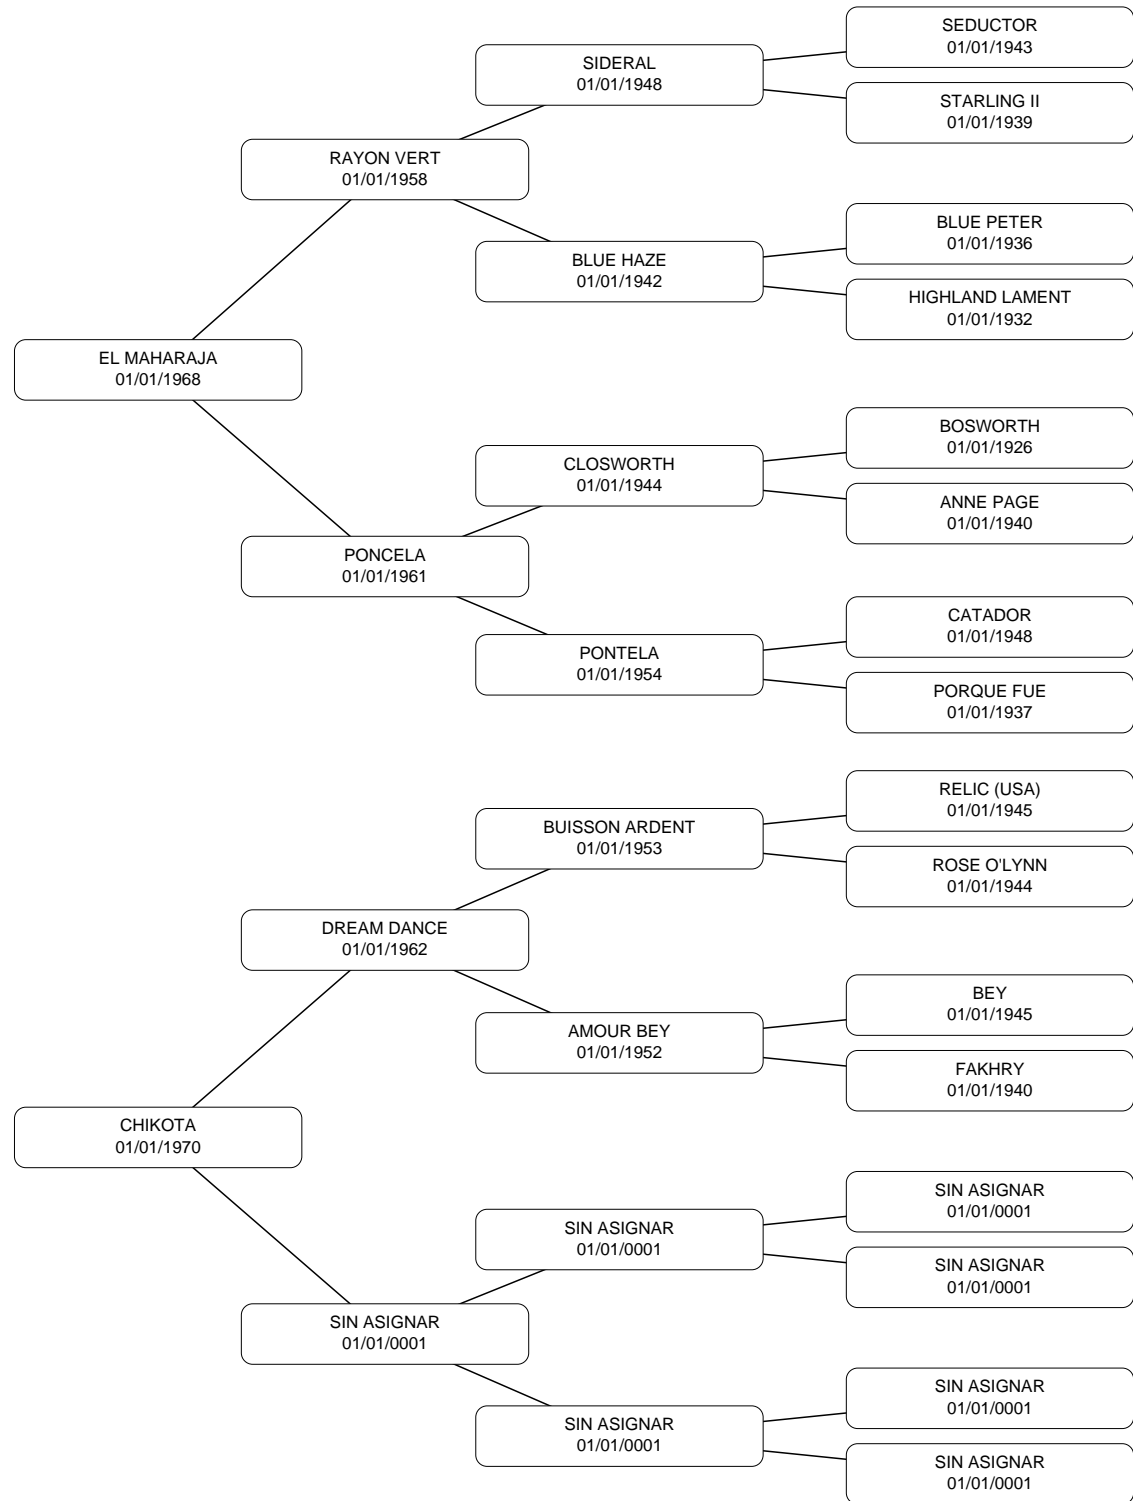 SEDUCTOR
01/01/1943
SIDERAL
01/01/1948
STARLING II
01/01/1939
RAYON VERT
01/01/1958
BLUE PETER
01/01/1936
BLUE HAZE
01/01/1942
HIGHLAND LAMENT
01/01/1932
EL MAHARAJA
01/01/1968
BOSWORTH
01/01/1926
CLOSWORTH
01/01/1944
ANNE PAGE
01/01/1940
PONCELA
01/01/1961
CATADOR
01/01/1948
PONTELA
01/01/1954
PORQUE FUE
01/01/1937
RELIC (USA)
01/01/1945
BUISSON ARDENT
01/01/1953
ROSE O'LYNN
01/01/1944
DREAM DANCE
01/01/1962
BEY
01/01/1945
AMOUR BEY
01/01/1952
FAKHRY
01/01/1940
CHIKOTA
01/01/1970
SIN ASIGNAR
01/01/0001
SIN ASIGNAR
01/01/0001
SIN ASIGNAR
01/01/0001
SIN ASIGNAR
01/01/0001
SIN ASIGNAR
01/01/0001
SIN ASIGNAR
01/01/0001
SIN ASIGNAR
01/01/0001